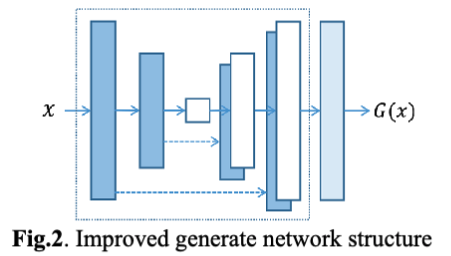 x
G(x)
Fig.2. Improved generate network structure